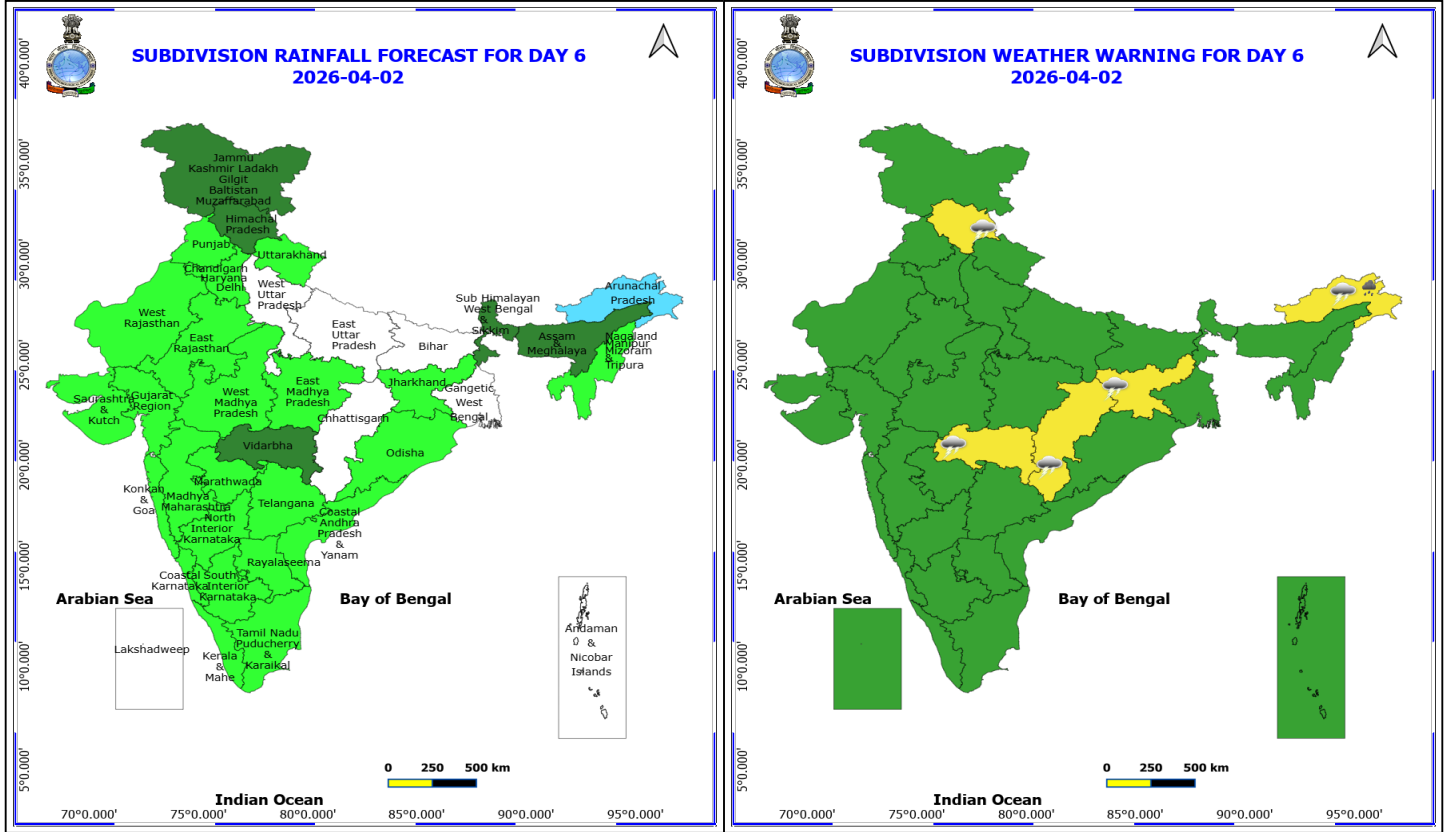 SUBDIVISION RAINFALL FORECAST FOR DAY 6
2026-04-02
40°0.000'
35°0.000'
30°0.000'
25°0.000'
20°0.000'
15°0.000'
10°0.000'
5°0.000'
Jammu
Kashmir Ladakh
Gilgit
Baltistan
Muzaffarabad
Himachal
Pradesh
Punjab
Uttarakhand
Chandigarh
Haryana
Delhi
West
Uttar
Pradesh
Arunachal
Pradesh
Sub Himalayan
West Bengal
&
Sikkim
West
Rajasthan
East
Rajasthan
East
Uttar
Pradesh
Bihar
Assam
&
Meghalaya
Nagaland
Manipur
Mizoram
&
Tripura
Saurashtra
&
Kutch
Gujarat
Region
West
Madhya
Pradesh
East
Madhya
Pradesh
Jharkhand
Gangetic
West
Bengal
Chhattisgarh
Vidarbha
Odisha
Konkan
&
Goa
Marathwada
Madhya
Maharashtra
Telangana
North
Interior
Karnataka
Coastal
Andhra
Pradesh
&
Yanam
Rayalaseema
Coastal
Karnataka
South
Interior
Karnataka
Arabian Sea
Bay of Bengal
Lakshadweep
Tamil Nadu
Puducherry
&
Karaikal
Kerala
&
Mahe
Andaman
&
Nicobar
Islands
0 250 500 km
Indian Ocean
70°0.000' 75°0.000' 80°0.000' 85°0.000' 90°0.000' 95°0.000'
SUBDIVISION WEATHER WARNING FOR DAY 6
2026-04-02
40°0.000'
35°0.000'
30°0.000'
25°0.000'
20°0.000'
15°0.000'
10°0.000'
5°0.000'
Arabian Sea
Bay of Bengal
0 250 500 km
Indian Ocean
70°0.000' 75°0.000' 80°0.000' 85°0.000' 90°0.000' 95°0.000'